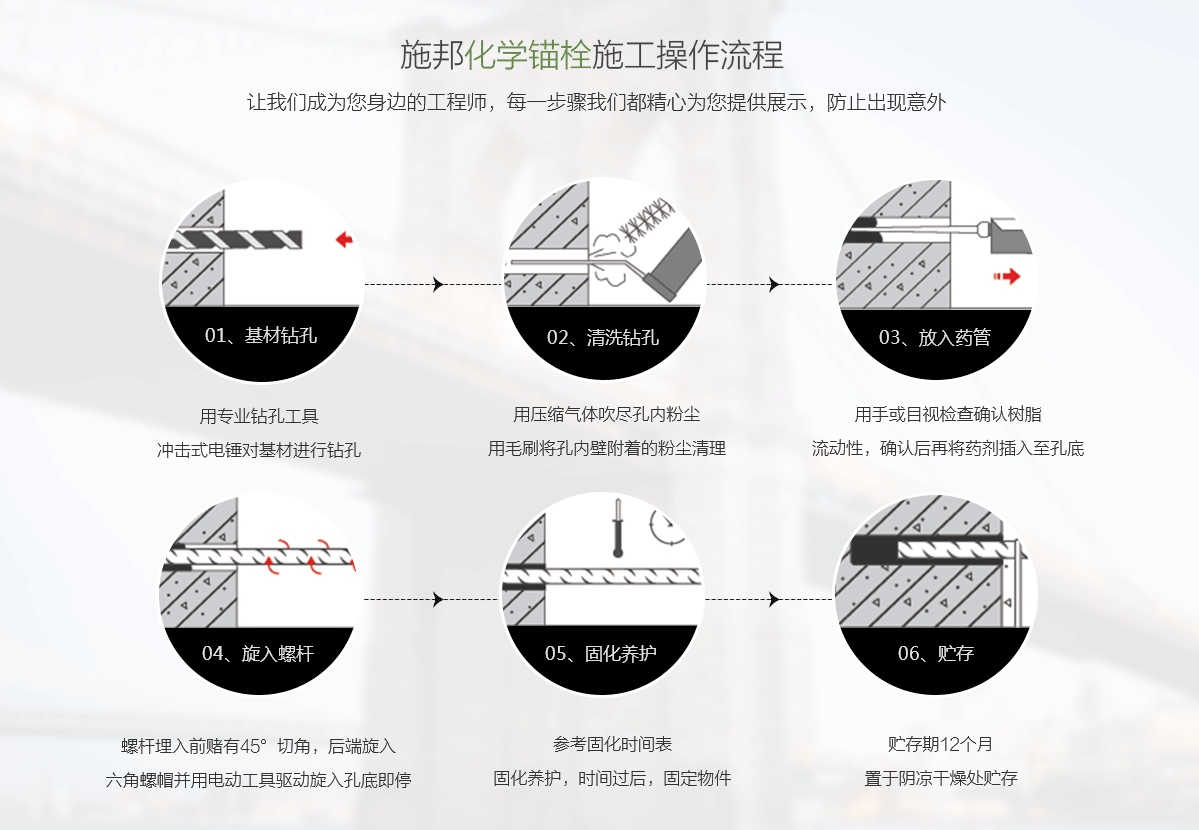 施邦化学锚栓施工操作流程
让我们成为您身边的工程师，每一步骤我们都精心为您提供展示，防止出现意外
01、基材钻孔
02、清洗钻孔
03、放入药管
用专业钻孔工具
冲击式电锤对基材进行钻孔
用压缩气体吹尽孔内粉尘
用毛刷将孔内壁附着的粉尘清理
用手或目视检查确认树脂
流动性，确认后再将药剂插入至孔底
04、旋入螺杆
05、固化养护
06、贮存
螺杆埋入前赌有45°切角，后端旋入
六角螺帽并用电动工具驱动旋入孔底即停
参考固化时间表
固化养护，时间过后，固定物件
贮存期12个月
置于阴凉干燥处贮存